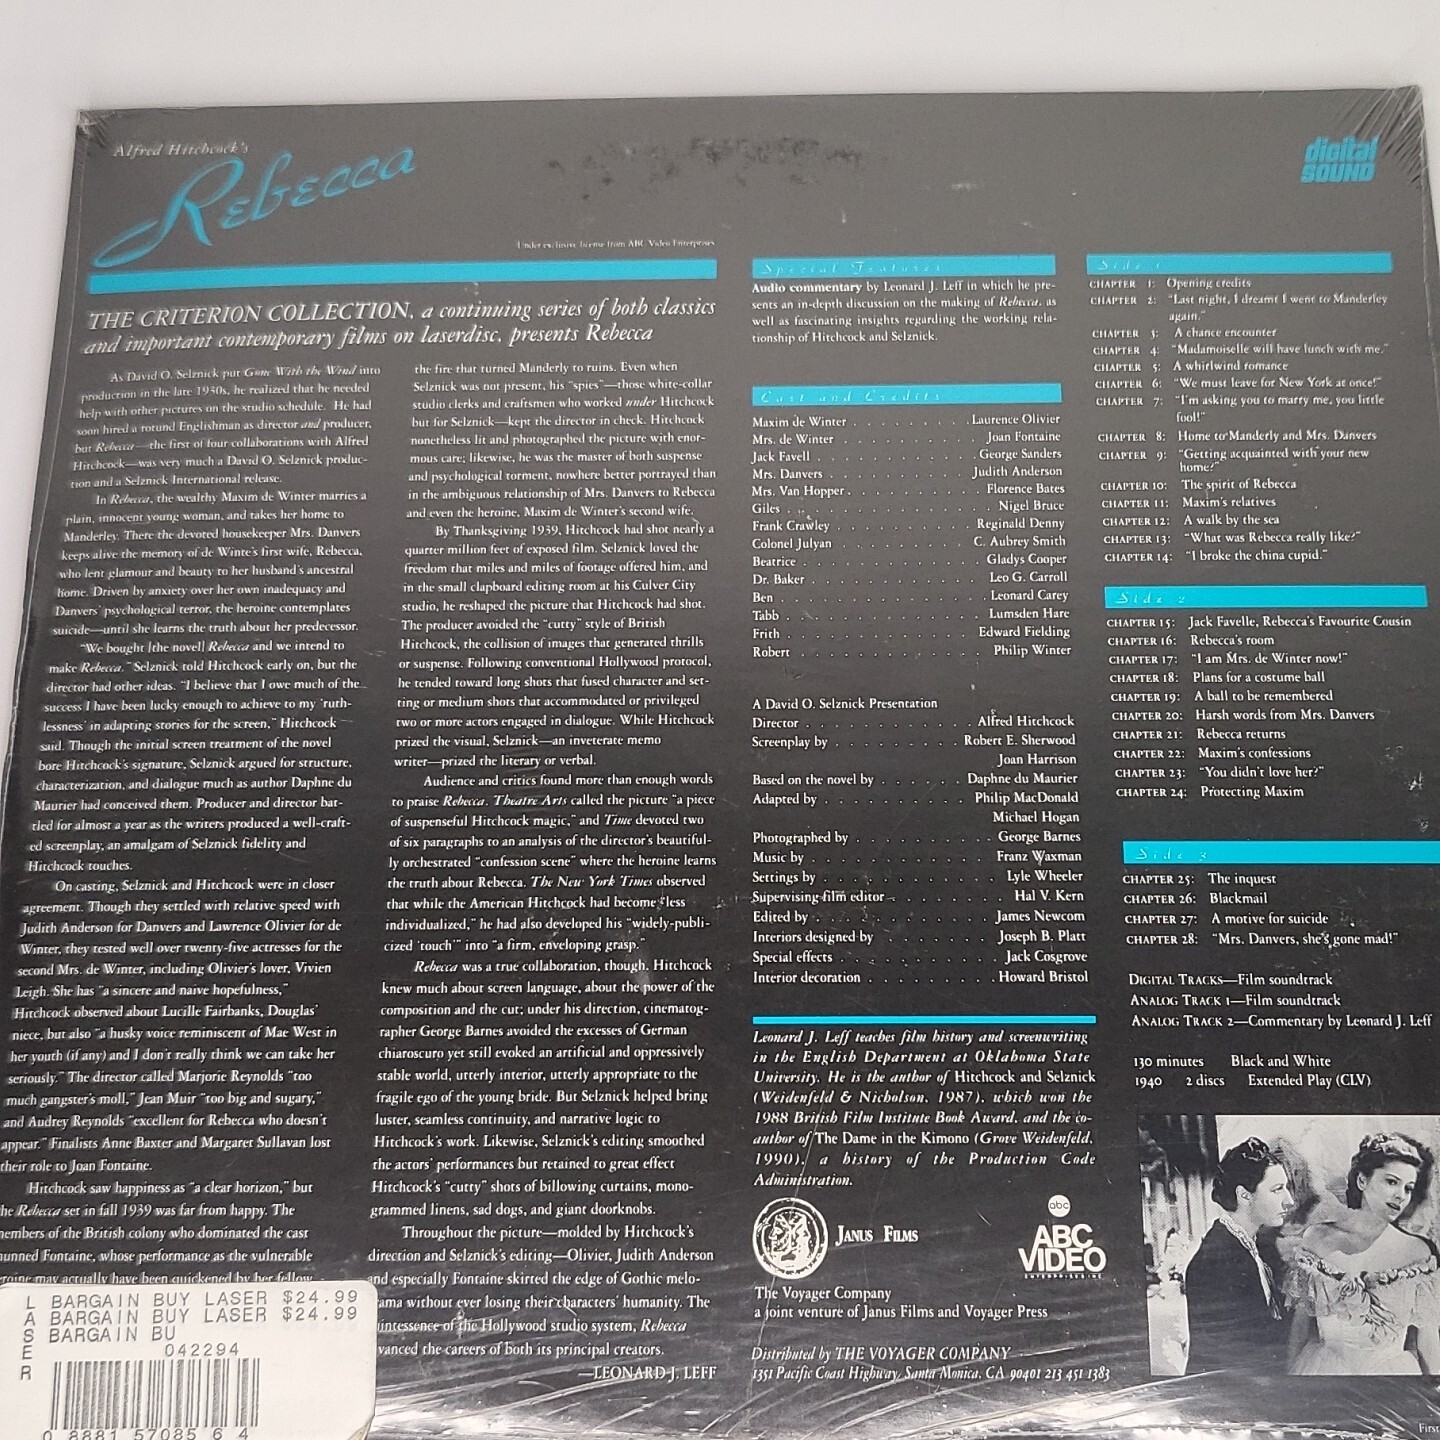 Alfred Hitchcock's
Rebecca
digital
SOUND
Under exclusive license from ABC Video Enterprises
THE CRITERION COLLECTION, a continuing series of both classics
and important contemporary films on laserdisc, presents Rebecca
As David O. Selznick put Gone With the Wind into
production in the late 1930s, he realized that he needed
help with other pictures on the studio schedule. He had
soon hired a rotund Englishman as director and producer,
but Rebecca—the first of four collaborations with Alfred
Hitchcock—was very much a David O. Selznick produc-
tion and a Selznick International release.
In Rebecca, the wealthy Maxim de Winter marries a
plain, innocent young woman, and takes her home to
Manderley. There the devoted housekeeper Mrs. Danvers
keeps alive the memory of de Winte's first wife, Rebecca,
who lent glamour and beauty to her husband's ancestral
home. Driven by anxiety over her own inadequacy and
Danvers' psychological terror, the heroine contemplates
suicide—until she learns the truth about her predecessor.
"We bought [the novel] Rebecca and we intend to
make Rebecca," Selznick told Hitchcock early on, but the
director had other ideas. "I believe that I owe much of the
success I have been lucky enough to achieve to my 'ruth-
lessness' in adapting stories for the screen," Hitchcock
said. Though the initial screen treatment of the novel
bore Hitchcock's signature, Selznick argued for structure,
characterization, and dialogue much as author Daphne du
Maurier had conceived them. Producer and director bat-
tled for almost a year as the writers produced a well-craft-
ed screenplay, an amalgam of Selznick fidelity and
Hitchcock touches.
On casting, Selznick and Hitchcock were in closer
agreement. Though they settled with relative speed with
Judith Anderson for Danvers and Lawrence Olivier for de
Winter, they tested well over twenty-five actresses for the
second Mrs. de Winter, including Olivier's lover, Vivien
Leigh. She has "a sincere and naive hopefulness,"
Hitchcock observed about Lucille Fairbanks, Douglas'
niece, but also "a husky voice reminiscent of Mae West in
her youth (if any) and I don't really think we can take her
seriously." The director called Marjorie Reynolds "too
much gangster's moll," Jean Muir "too big and sugary,"
and Audrey Reynolds "excellent for Rebecca who doesn't
appear." Finalists Anne Baxter and Margaret Sullavan lost
their role to Joan Fontaine.
Hitchcock saw happiness as "a clear horizon," but
he Rebecca set in fall 1939 was far from happy. The
members of the British colony who dominated the cast
unned Fontaine, whose performance as the vulnerable
roine may actually have been quickened by her fellow
the fire that turned Manderly to ruins. Even when
Selznick was not present, his "spies"—those white-collar
studio clerks and craftsmen who worked under Hitchcock
but for Selznick—kept the director in check. Hitchcock
nonetheless lit and photographed the picture with enor-
mous care; likewise, he was the master of both suspense
and psychological torment, nowhere better portrayed than
in the ambiguous relationship of Mrs. Danvers to Rebecca
and even the heroine, Maxim de Winter's second wife.
By Thanksgiving 1939, Hitchcock had shot nearly a
quarter million feet of exposed film. Selznick loved the
freedom that miles and miles of footage offered him, and
in the small clapboard editing room at his Culver City
studio, he reshaped the picture that Hitchcock had shot.
The producer avoided the "cutty" style of British
Hitchcock, the collision of images that generated thrills
or suspense. Following conventional Hollywood protocol,
he tended toward long shots that fused character and set-
ting or medium shots that accommodated or privileged
two or more actors engaged in dialogue. While Hitchcock
prized the visual, Selznick—an inveterate memo
writer—prized the literary or verbal.
Audience and critics found more than enough words
to praise Rebecca. Theatre Arts called the picture "a piece
of suspenseful Hitchcock magic," and Time devoted two
of six paragraphs to an analysis of the director's beautiful-
ly orchestrated "confession scene" where the heroine learns
the truth about Rebecca. The New York Times observed
that while the American Hitchcock had become "less
individualized," he had also developed his "widely-publi-
cized 'touch'" into "a firm, enveloping grasp."
Rebecca was a true collaboration, though. Hitchcock
knew much about screen language, about the power of the
composition and the cut; under his direction, cinematog-
rapher George Barnes avoided the excesses of German
chiaroscuro yet still evoked an artificial and oppressively
stable world, utterly interior, utterly appropriate to the
fragile ego of the young bride. But Selznick helped bring
luster, seamless continuity, and narrative logic to
Hitchcock's work. Likewise, Selznick's editing smoothed
the actors' performances but retained to great effect
Hitchcock's "cutty" shots of billowing curtains, mono-
grammed linens, sad dogs, and giant doorknobs.
Throughout the picture—molded by Hitchcock's
direction and Selznick's editing—Olivier, Judith Anderson
and especially Fontaine skirted the edge of Gothic melo-
ama without ever losing their characters' humanity. The
uintessence of the Hollywood studio system, Rebecca
vanced the careers of both its principal creators.
—LEONARD J. LEFF
Special Features
Audio commentary by Leonard J. Leff in which he pre-
sents an in-depth discussion on the making of Rebecca, as
well as fascinating insights regarding the working rela-
tionship of Hitchcock and Selznick.
Cast and Credits
Maxim de Winter . . . . . . . . Laurence Olivier
Mrs. de Winter . . . . . . . . Joan Fontaine
Jack Favell . . . . . . . . George Sanders
Mrs. Danvers . . . . . . . . Judith Anderson
Mrs. Van Hopper . . . . . . . . Florence Bates
Giles . . . . . . . . Nigel Bruce
Frank Crawley . . . . . . . . Reginald Denny
Colonel Julyan . . . . . . . . C. Aubrey Smith
Beatrice . . . . . . . . Gladys Cooper
Dr. Baker . . . . . . . . Leo G. Carroll
Ben . . . . . . . . Leonard Carey
Tabb . . . . . . . . Lumsden Hare
Frith . . . . . . . . Edward Fielding
Robert . . . . . . . . Philip Winter
A David O. Selznick Presentation
Director . . . . . . . . Alfred Hitchcock
Screenplay by . . . . . . . . Robert E. Sherwood
Joan Harrison
Based on the novel by . . . . . . . . Daphne du Maurier
Adapted by . . . . . . . . Philip MacDonald
Michael Hogan
Photographed by . . . . . . . . George Barnes
Music by . . . . . . . . Franz Waxman
Settings by . . . . . . . . Lyle Wheeler
Supervising film editor . . . . . . . . Hal V. Kern
Edited by . . . . . . . . James Newcom
Interiors designed by . . . . . . . . Joseph B. Platt
Special effects . . . . . . . . Jack Cosgrove
Interior decoration . . . . . . . . Howard Bristol
Leonard J. Leff teaches film history and screenwriting
in the English Department at Oklahoma State
University. He is the author of Hitchcock and Selznick
(Weidenfeld & Nicholson, 1987), which won the
1988 British Film Institute Book Award, and the co-
author of The Dame in the Kimono (Grove Weidenfeld,
1990), a history of the Production Code
Administration.
JANUS FILMS
abc
ABC
VIDEO
ENTERPRISES INC.
The Voyager Company
a joint venture of Janus Films and Voyager Press
Distributed by THE VOYAGER COMPANY
1351 Pacific Coast Highway, Santa Monica, CA 90401 213 451 1383
Side 1
CHAPTER 1: Opening credits
CHAPTER 2: "Last night, I dreamt I went to Manderley
again."
CHAPTER 3: A chance encounter
CHAPTER 4: "Madamoiselle will have lunch with me."
CHAPTER 5: A whirlwind romance
CHAPTER 6: "We must leave for New York at once!"
CHAPTER 7: "I'm asking you to marry me, you little
fool!"
CHAPTER 8: Home to Manderly and Mrs. Danvers
CHAPTER 9: "Getting acquainted with your new
home?"
CHAPTER 10: The spirit of Rebecca
CHAPTER 11: Maxim's relatives
CHAPTER 12: A walk by the sea
CHAPTER 13: "What was Rebecca really like?"
CHAPTER 14: "I broke the china cupid."
Side 2
CHAPTER 15: Jack Favelle, Rebecca's Favourite Cousin
CHAPTER 16: Rebecca's room
CHAPTER 17: "I am Mrs. de Winter now!"
CHAPTER 18: Plans for a costume ball
CHAPTER 19: A ball to be remembered
CHAPTER 20: Harsh words from Mrs. Danvers
CHAPTER 21: Rebecca returns
CHAPTER 22: Maxim's confessions
CHAPTER 23: "You didn't love her?"
CHAPTER 24: Protecting Maxim
Side 3
CHAPTER 25: The inquest
CHAPTER 26: Blackmail
CHAPTER 27: A motive for suicide
CHAPTER 28: "Mrs. Danvers, she's gone mad!"
DIGITAL TRACKS—Film soundtrack
ANALOG TRACK 1—Film soundtrack
ANALOG TRACK 2—Commentary by Leonard J. Leff
130 minutes Black and White
1940 2 discs Extended Play (CLV)
First
LASER
BARGAIN BUY LASER $24.99
BARGAIN BUY LASER $24.99
BARGAIN BU
042294
0 8881 57085 6 4